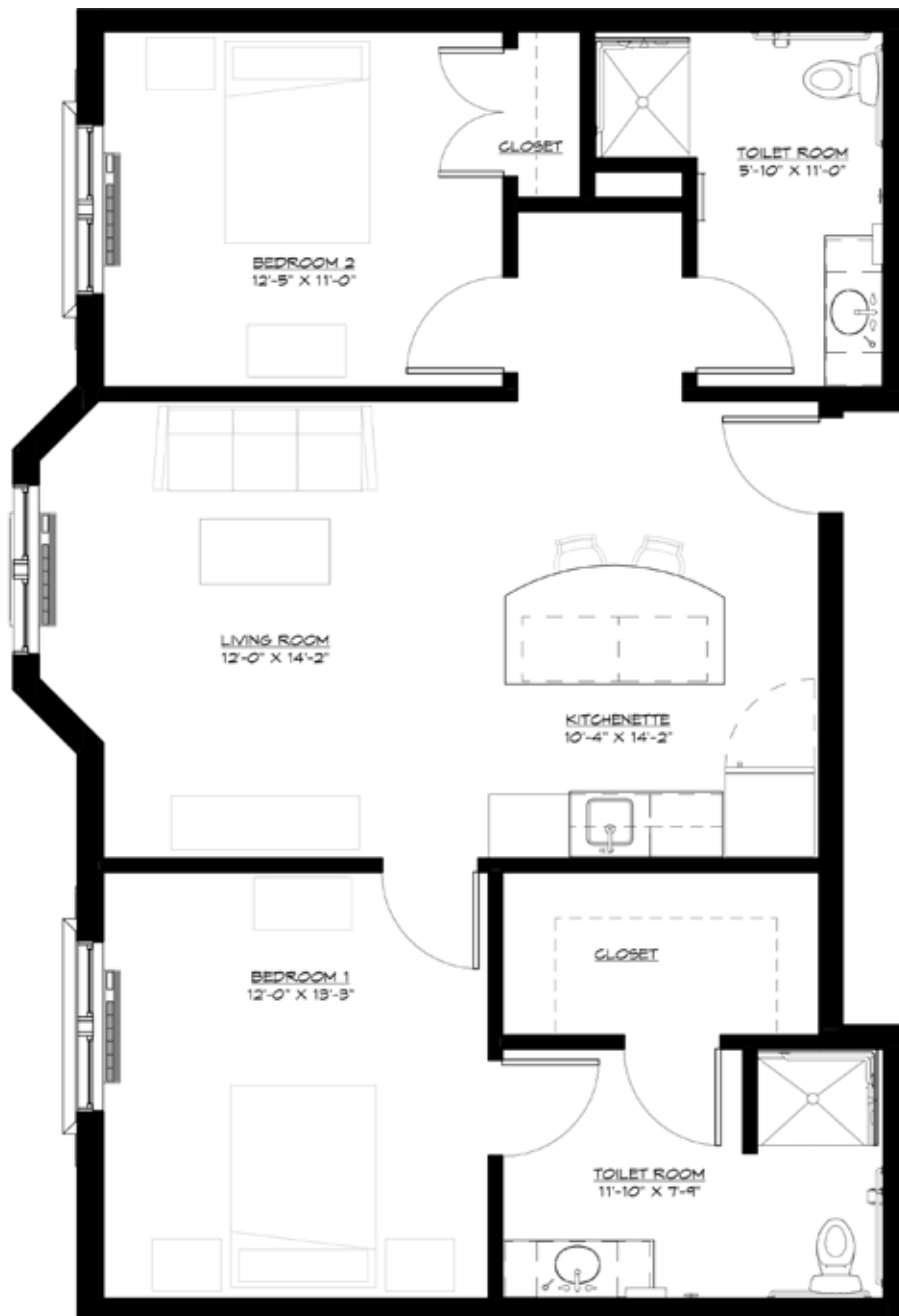 CLOSET
TOILET ROOM
5'-10" X 11'-0"
BEDROOM 2
12'-5" X 11'-0"
LIVING ROOM
12'-0" X 14'-2"
KITCHENETTE
10'-4" X 14'-2"
CLOSET
BEDROOM 1
12'-0" X 13'-3"
TOILET ROOM
11'-10" X 7'-9"